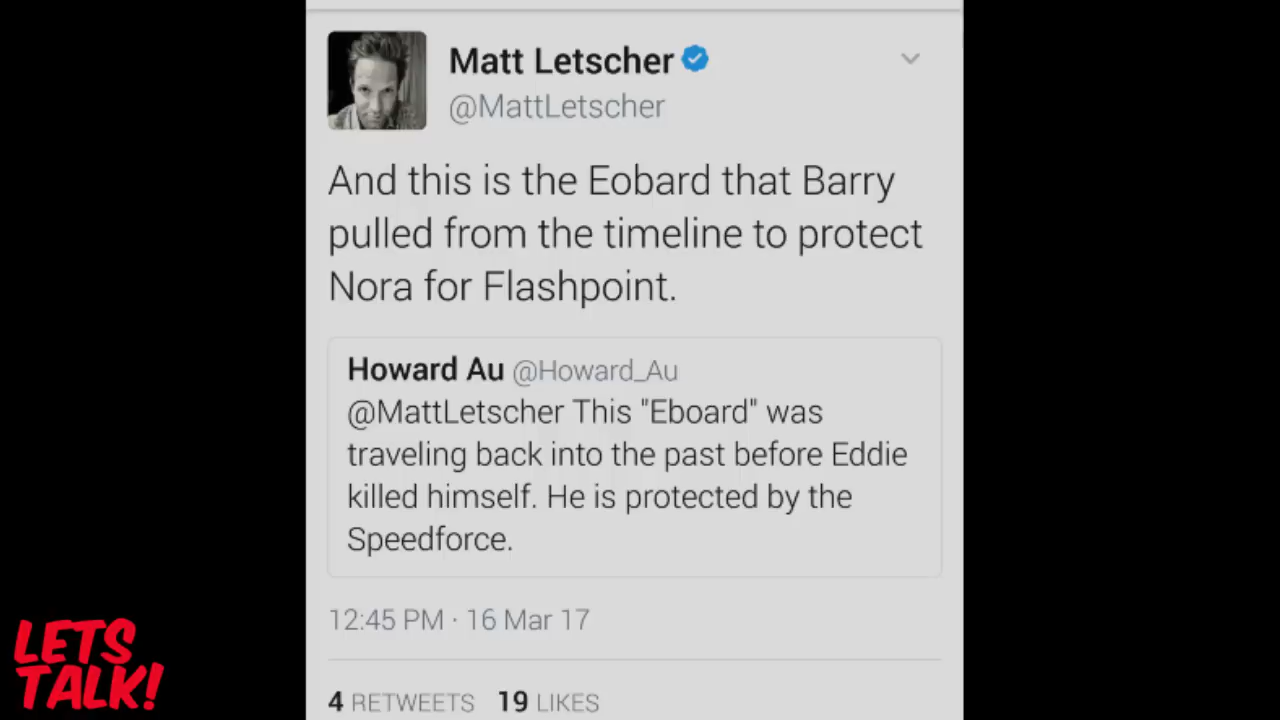 Matt Letscher
@MattLetscher
And this is the Eobard that Barry
pulled from the timeline to protect
Nora for Flashpoint.
Howard Au @Howard_Au
@MattLetscher This "Eboard" was
traveling back into the past before Eddie
killed himself. He is protected by the
Speedforce.
12:45 PM · 16 Mar 17
4 RETWEETS 19 LIKES
LETS
TALK!